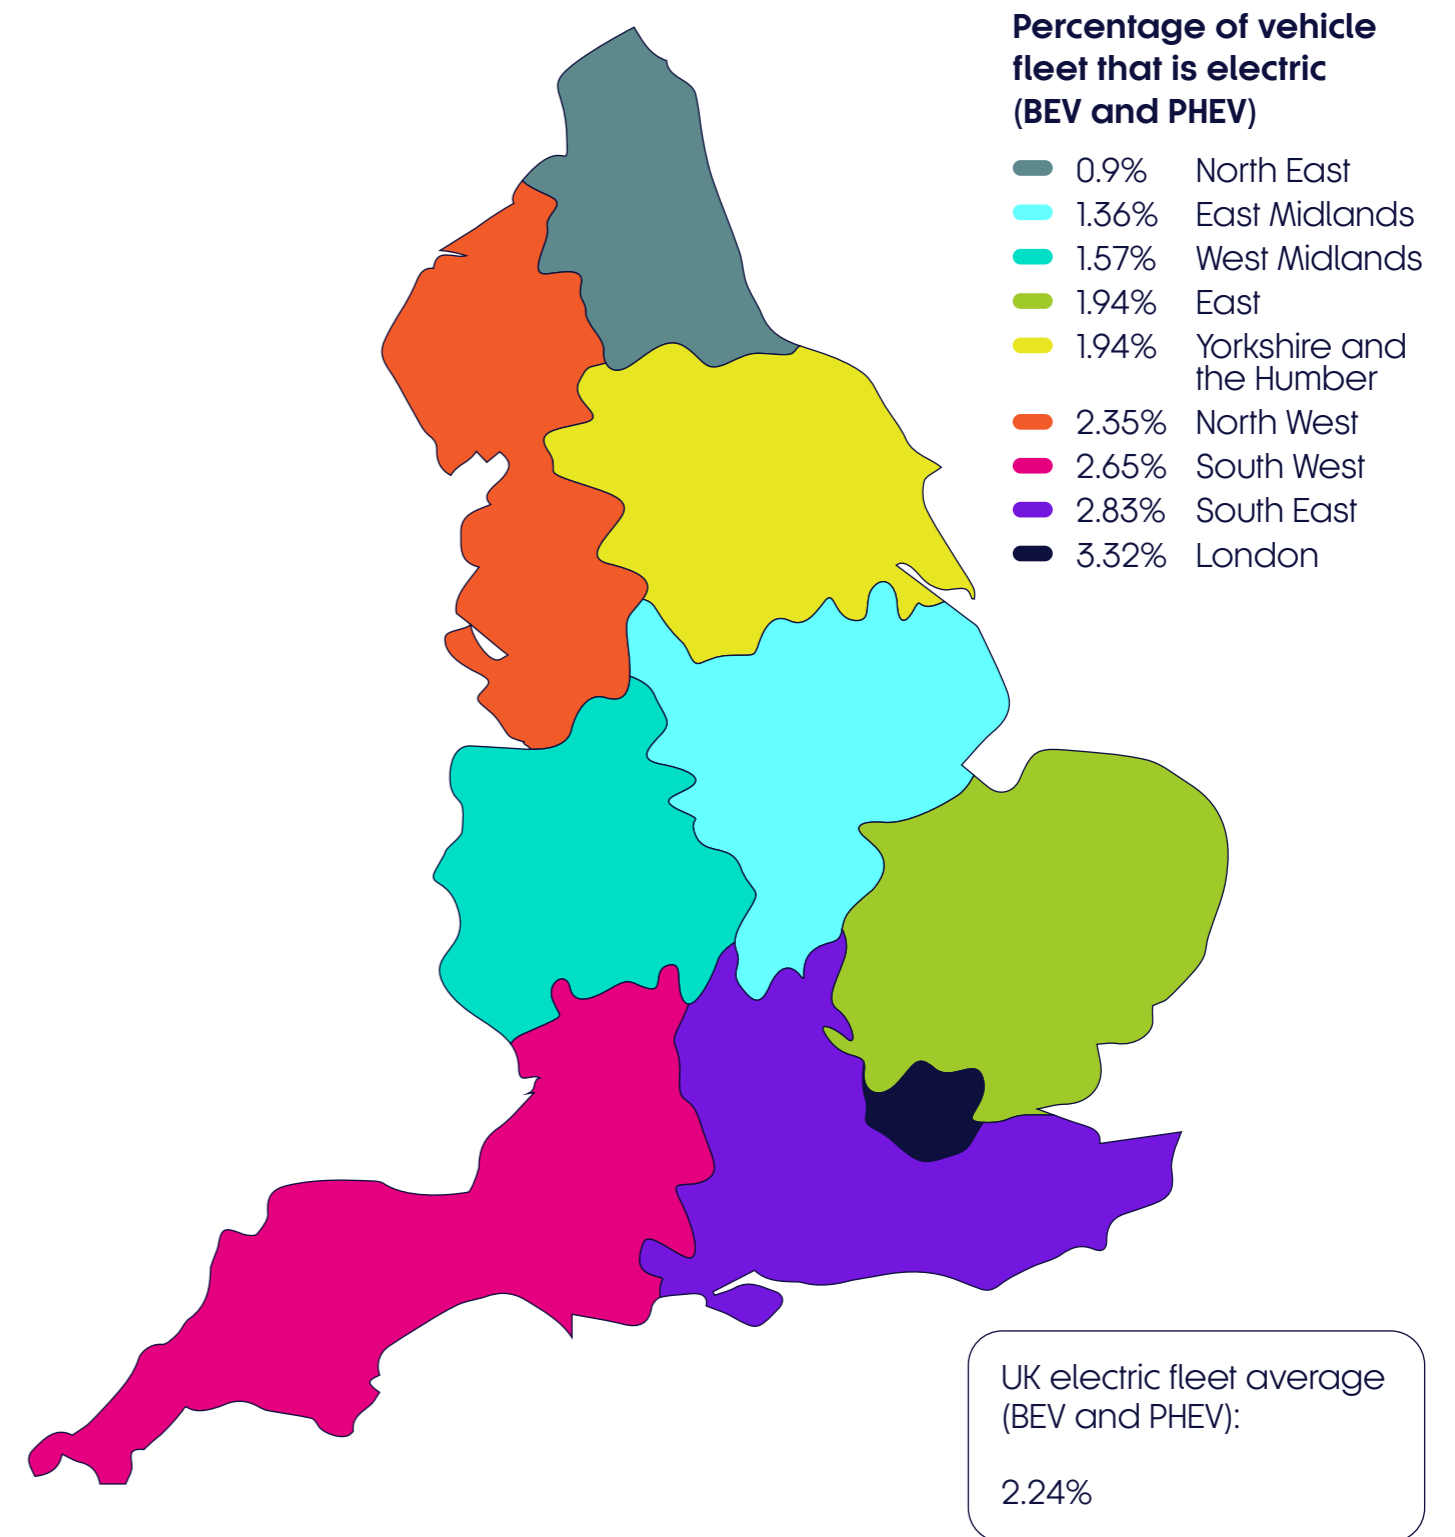 Percentage of vehicle
fleet that is electric
(BEV and PHEV)
0.9% North East
1.36% East Midlands
1.57% West Midlands
1.94% East
1.94% Yorkshire and
the Humber
2.35% North West
2.65% South West
2.83% South East
3.32% London
UK electric fleet average
(BEV and PHEV):
2.24%